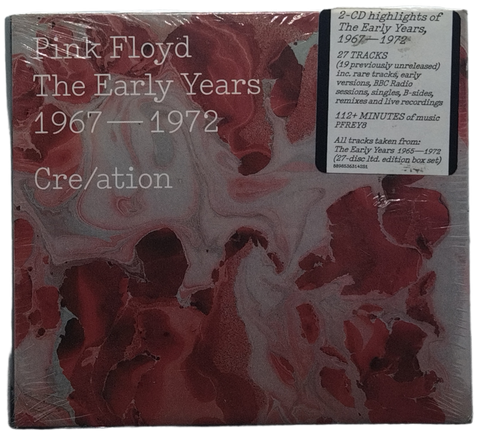 Pink Floyd
The Early Years
1967—1972
Cre/ation
2-CD highlights of
The Early Years,
1967—1972
27 TRACKS
(19 previously unreleased)
inc. rare tracks, early
versions, BBC Radio
sessions, singles, B-sides,
remixes and live recordings
112+ MINUTES of music
PFREY8
All tracks taken from:
The Early Years 1965—1972
(27-disc ltd. edition box set)